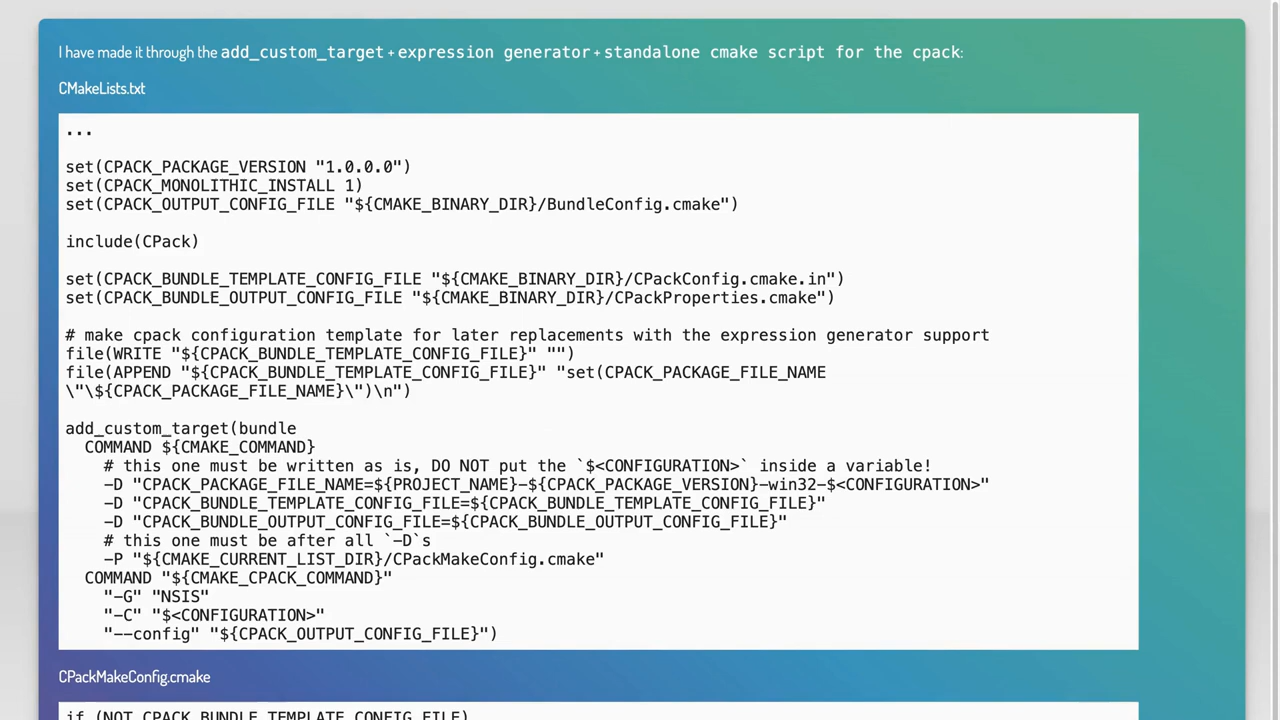 I have made it through the add_custom_target + expression generator + standalone cmake script for the cpack:
CMakeLists.txt
...
set(CPACK_PACKAGE_VERSION "1.0.0.0")
set(CPACK_MONOLITHIC_INSTALL 1)
set(CPACK_OUTPUT_CONFIG_FILE "${CMAKE_BINARY_DIR}/BundleConfig.cmake")
include(CPack)
set(CPACK_BUNDLE_TEMPLATE_CONFIG_FILE "${CMAKE_BINARY_DIR}/CPackConfig.cmake.in")
set(CPACK_BUNDLE_OUTPUT_CONFIG_FILE "${CMAKE_BINARY_DIR}/CPackProperties.cmake")
# make cpack configuration template for later replacements with the expression generator support
file(WRITE "${CPACK_BUNDLE_TEMPLATE_CONFIG_FILE}" "")
file(APPEND "${CPACK_BUNDLE_TEMPLATE_CONFIG_FILE}" "set(CPACK_PACKAGE_FILE_NAME
\"\${CPACK_PACKAGE_FILE_NAME}\")\n")
add_custom_target(bundle
  COMMAND ${CMAKE_COMMAND}
    # this one must be written as is, DO NOT put the `$<CONFIGURATION>` inside a variable!
    -D "CPACK_PACKAGE_FILE_NAME=${PROJECT_NAME}-${CPACK_PACKAGE_VERSION}-win32-$<CONFIGURATION>"
    -D "CPACK_BUNDLE_TEMPLATE_CONFIG_FILE=${CPACK_BUNDLE_TEMPLATE_CONFIG_FILE}"
    -D "CPACK_BUNDLE_OUTPUT_CONFIG_FILE=${CPACK_BUNDLE_OUTPUT_CONFIG_FILE}"
    # this one must be after all `-D`s
    -P "${CMAKE_CURRENT_LIST_DIR}/CPackMakeConfig.cmake"
  COMMAND "${CMAKE_CPACK_COMMAND}"
    "-G" "NSIS"
    "-C" "$<CONFIGURATION>"
    "--config" "${CPACK_OUTPUT_CONFIG_FILE}")
CPackMakeConfig.cmake
if (NOT CPACK_BUNDLE_TEMPLATE_CONFIG_FILE)